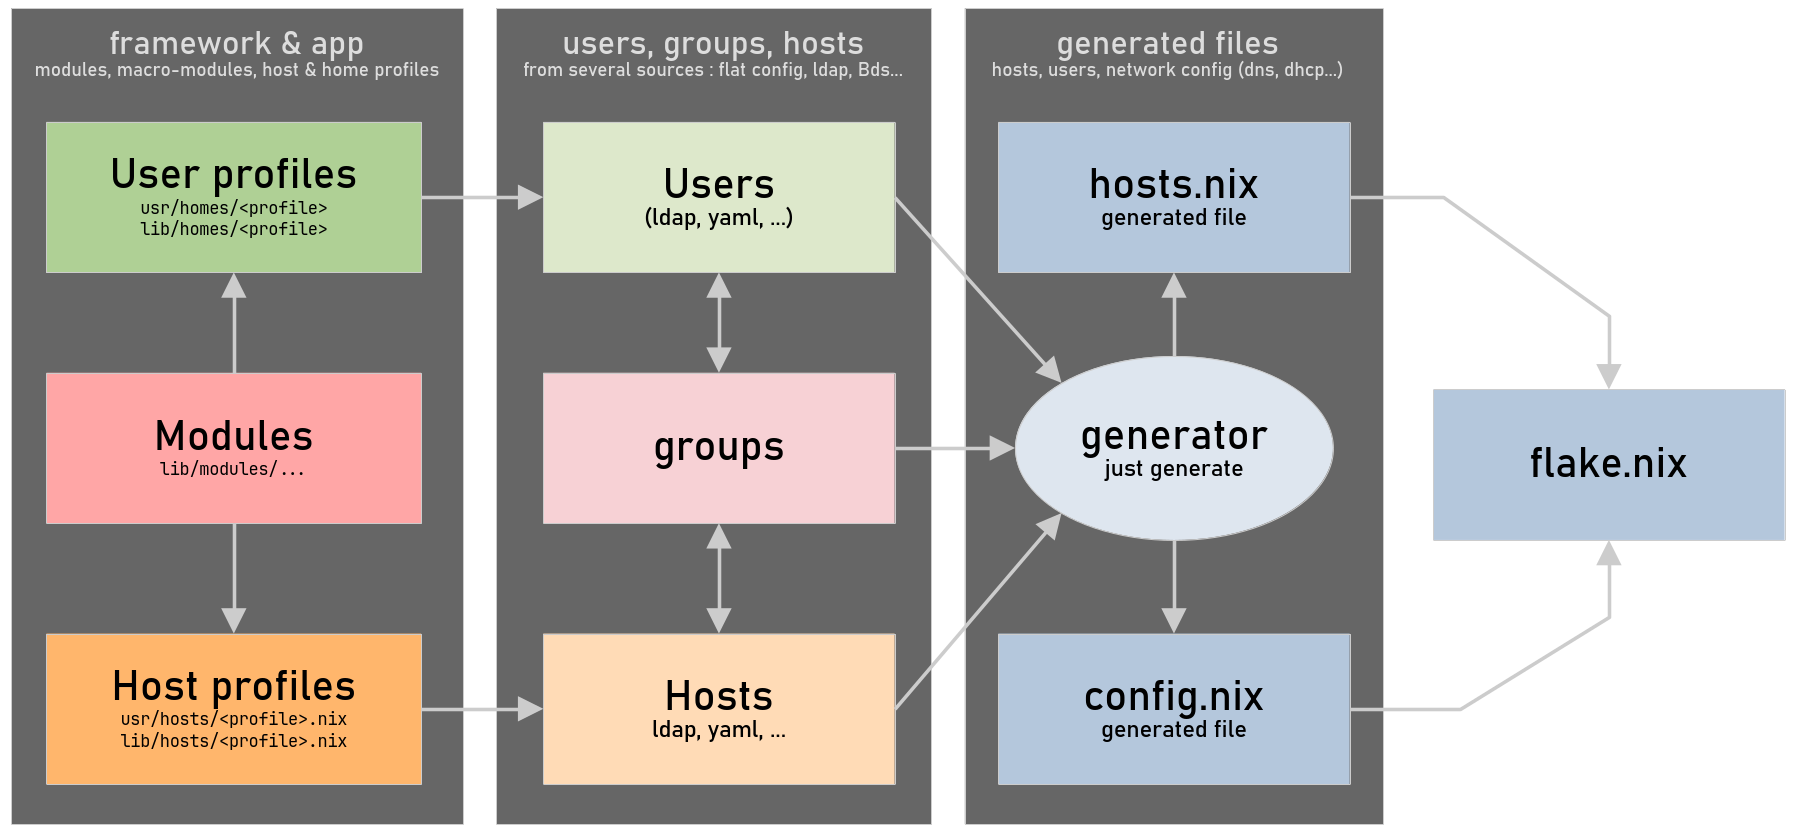 framework & app
modules, macro-modules, host & home profiles
User profiles
usr/homes/<profile>
lib/homes/<profile>
Modules
lib/modules/...
Host profiles
usr/hosts/<profile>.nix
lib/hosts/<profile>.nix
users, groups, hosts
from several sources : flat config, ldap, Bds...
Users
(ldap, yaml, ...)
groups
Hosts
ldap, yaml, ...
generated files
hosts, users, network config (dns, dhcp...)
hosts.nix
generated file
generator
just generate
config.nix
generated file
flake.nix